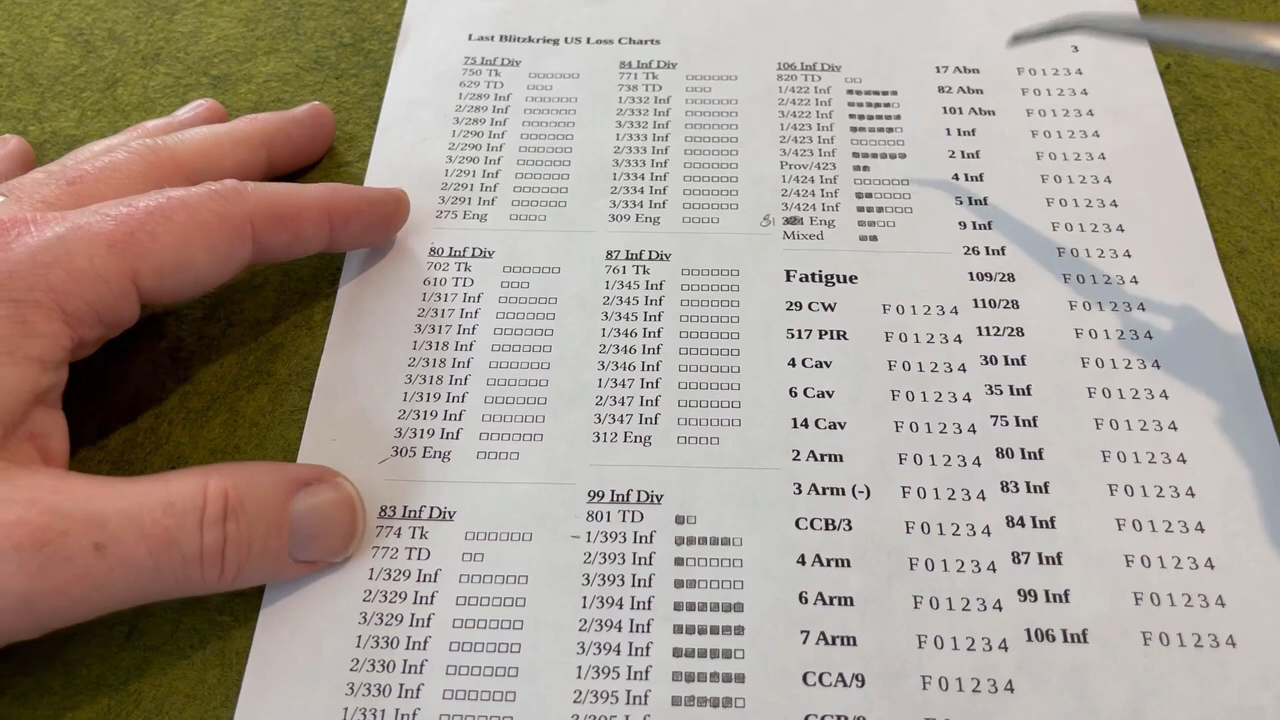 Last Blitzkrieg US Loss Charts
3
75 Inf Div
750 Tk
629 TD
1/289 Inf
2/289 Inf
3/289 Inf
1/290 Inf
2/290 Inf
3/290 Inf
1/291 Inf
2/291 Inf
3/291 Inf
275 Eng
80 Inf Div
702 Tk
610 TD
1/317 Inf
2/317 Inf
3/317 Inf
1/318 Inf
2/318 Inf
3/318 Inf
1/319 Inf
2/319 Inf
3/319 Inf
305 Eng
83 Inf Div
774 Tk
772 TD
1/329 Inf
2/329 Inf
3/329 Inf
1/330 Inf
2/330 Inf
3/330 Inf
1/331 Inf
84 Inf Div
771 Tk
738 TD
1/332 Inf
2/332 Inf
3/332 Inf
1/333 Inf
2/333 Inf
3/333 Inf
1/334 Inf
2/334 Inf
3/334 Inf
309 Eng
87 Inf Div
761 Tk
1/345 Inf
2/345 Inf
3/345 Inf
1/346 Inf
2/346 Inf
3/346 Inf
1/347 Inf
2/347 Inf
3/347 Inf
312 Eng
99 Inf Div
801 TD
1/393 Inf
2/393 Inf
3/393 Inf
1/394 Inf
2/394 Inf
3/394 Inf
1/395 Inf
2/395 Inf
106 Inf Div
820 TD
1/422 Inf
2/422 Inf
3/422 Inf
1/423 Inf
2/423 Inf
3/423 Inf
Prov/423
1/424 Inf
2/424 Inf
3/424 Inf
81 Eng
Mixed
Fatigue
29 CW F 0 1 2 3 4
517 PIR F 0 1 2 3 4
4 Cav F 0 1 2 3 4
6 Cav F 0 1 2 3 4
14 Cav F 0 1 2 3 4
2 Arm F 0 1 2 3 4
3 Arm (-) F 0 1 2 3 4
CCB/3 F 0 1 2 3 4
4 Arm F 0 1 2 3 4
6 Arm F 0 1 2 3 4
7 Arm F 0 1 2 3 4
CCA/9 F 0 1 2 3 4
17 Abn F 0 1 2 3 4
82 Abn F 0 1 2 3 4
101 Abn F 0 1 2 3 4
1 Inf F 0 1 2 3 4
2 Inf F 0 1 2 3 4
4 Inf F 0 1 2 3 4
5 Inf F 0 1 2 3 4
9 Inf F 0 1 2 3 4
26 Inf F 0 1 2 3 4
109/28 F 0 1 2 3 4
110/28 F 0 1 2 3 4
112/28 F 0 1 2 3 4
30 Inf F 0 1 2 3 4
35 Inf F 0 1 2 3 4
75 Inf F 0 1 2 3 4
80 Inf F 0 1 2 3 4
83 Inf F 0 1 2 3 4
84 Inf F 0 1 2 3 4
87 Inf F 0 1 2 3 4
99 Inf F 0 1 2 3 4
106 Inf F 0 1 2 3 4